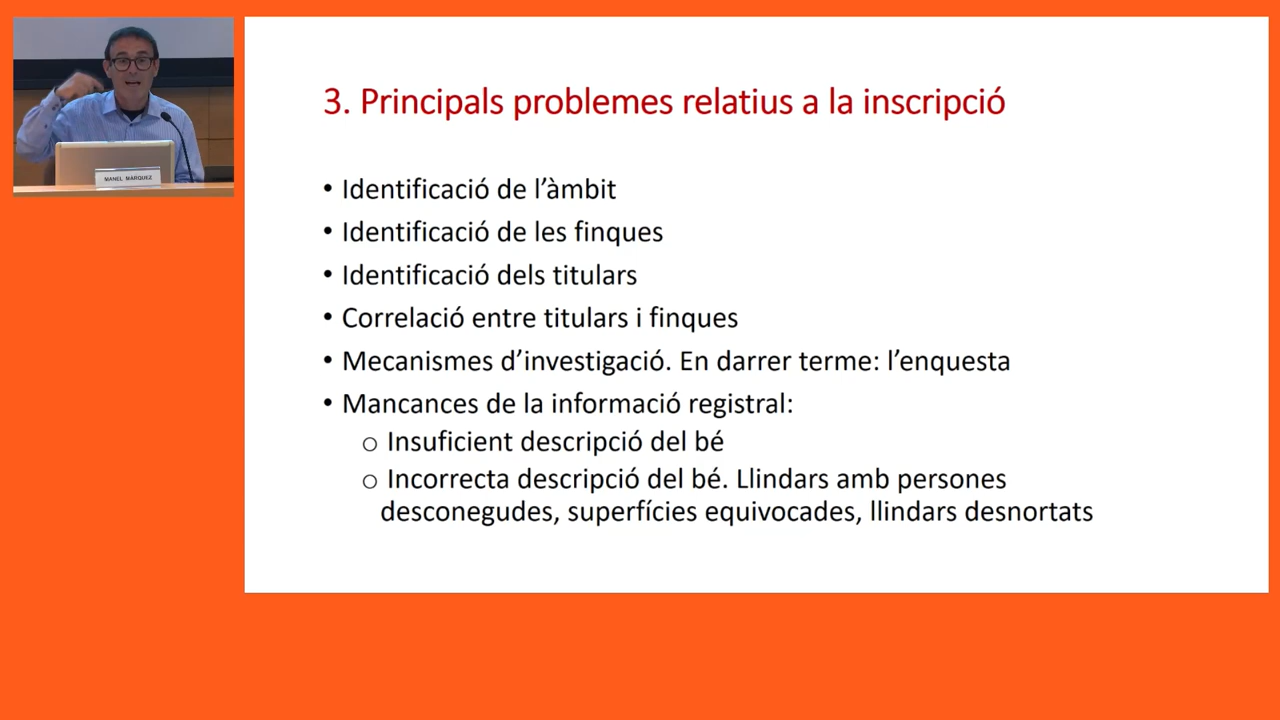 MANEL MÁRQUEZ
3. Principals problemes relatius a la inscripció
• Identificació de l’àmbit
• Identificació de les finques
• Identificació dels titulars
• Correlació entre titulars i finques
• Mecanismes d’investigació. En darrer terme: l’enquesta
• Mancances de la informació registral:
o Insuficient descripció del bé
o Incorrecta descripció del bé. Llindars amb persones
desconegudes, superfícies equivocades, llindars desnortats